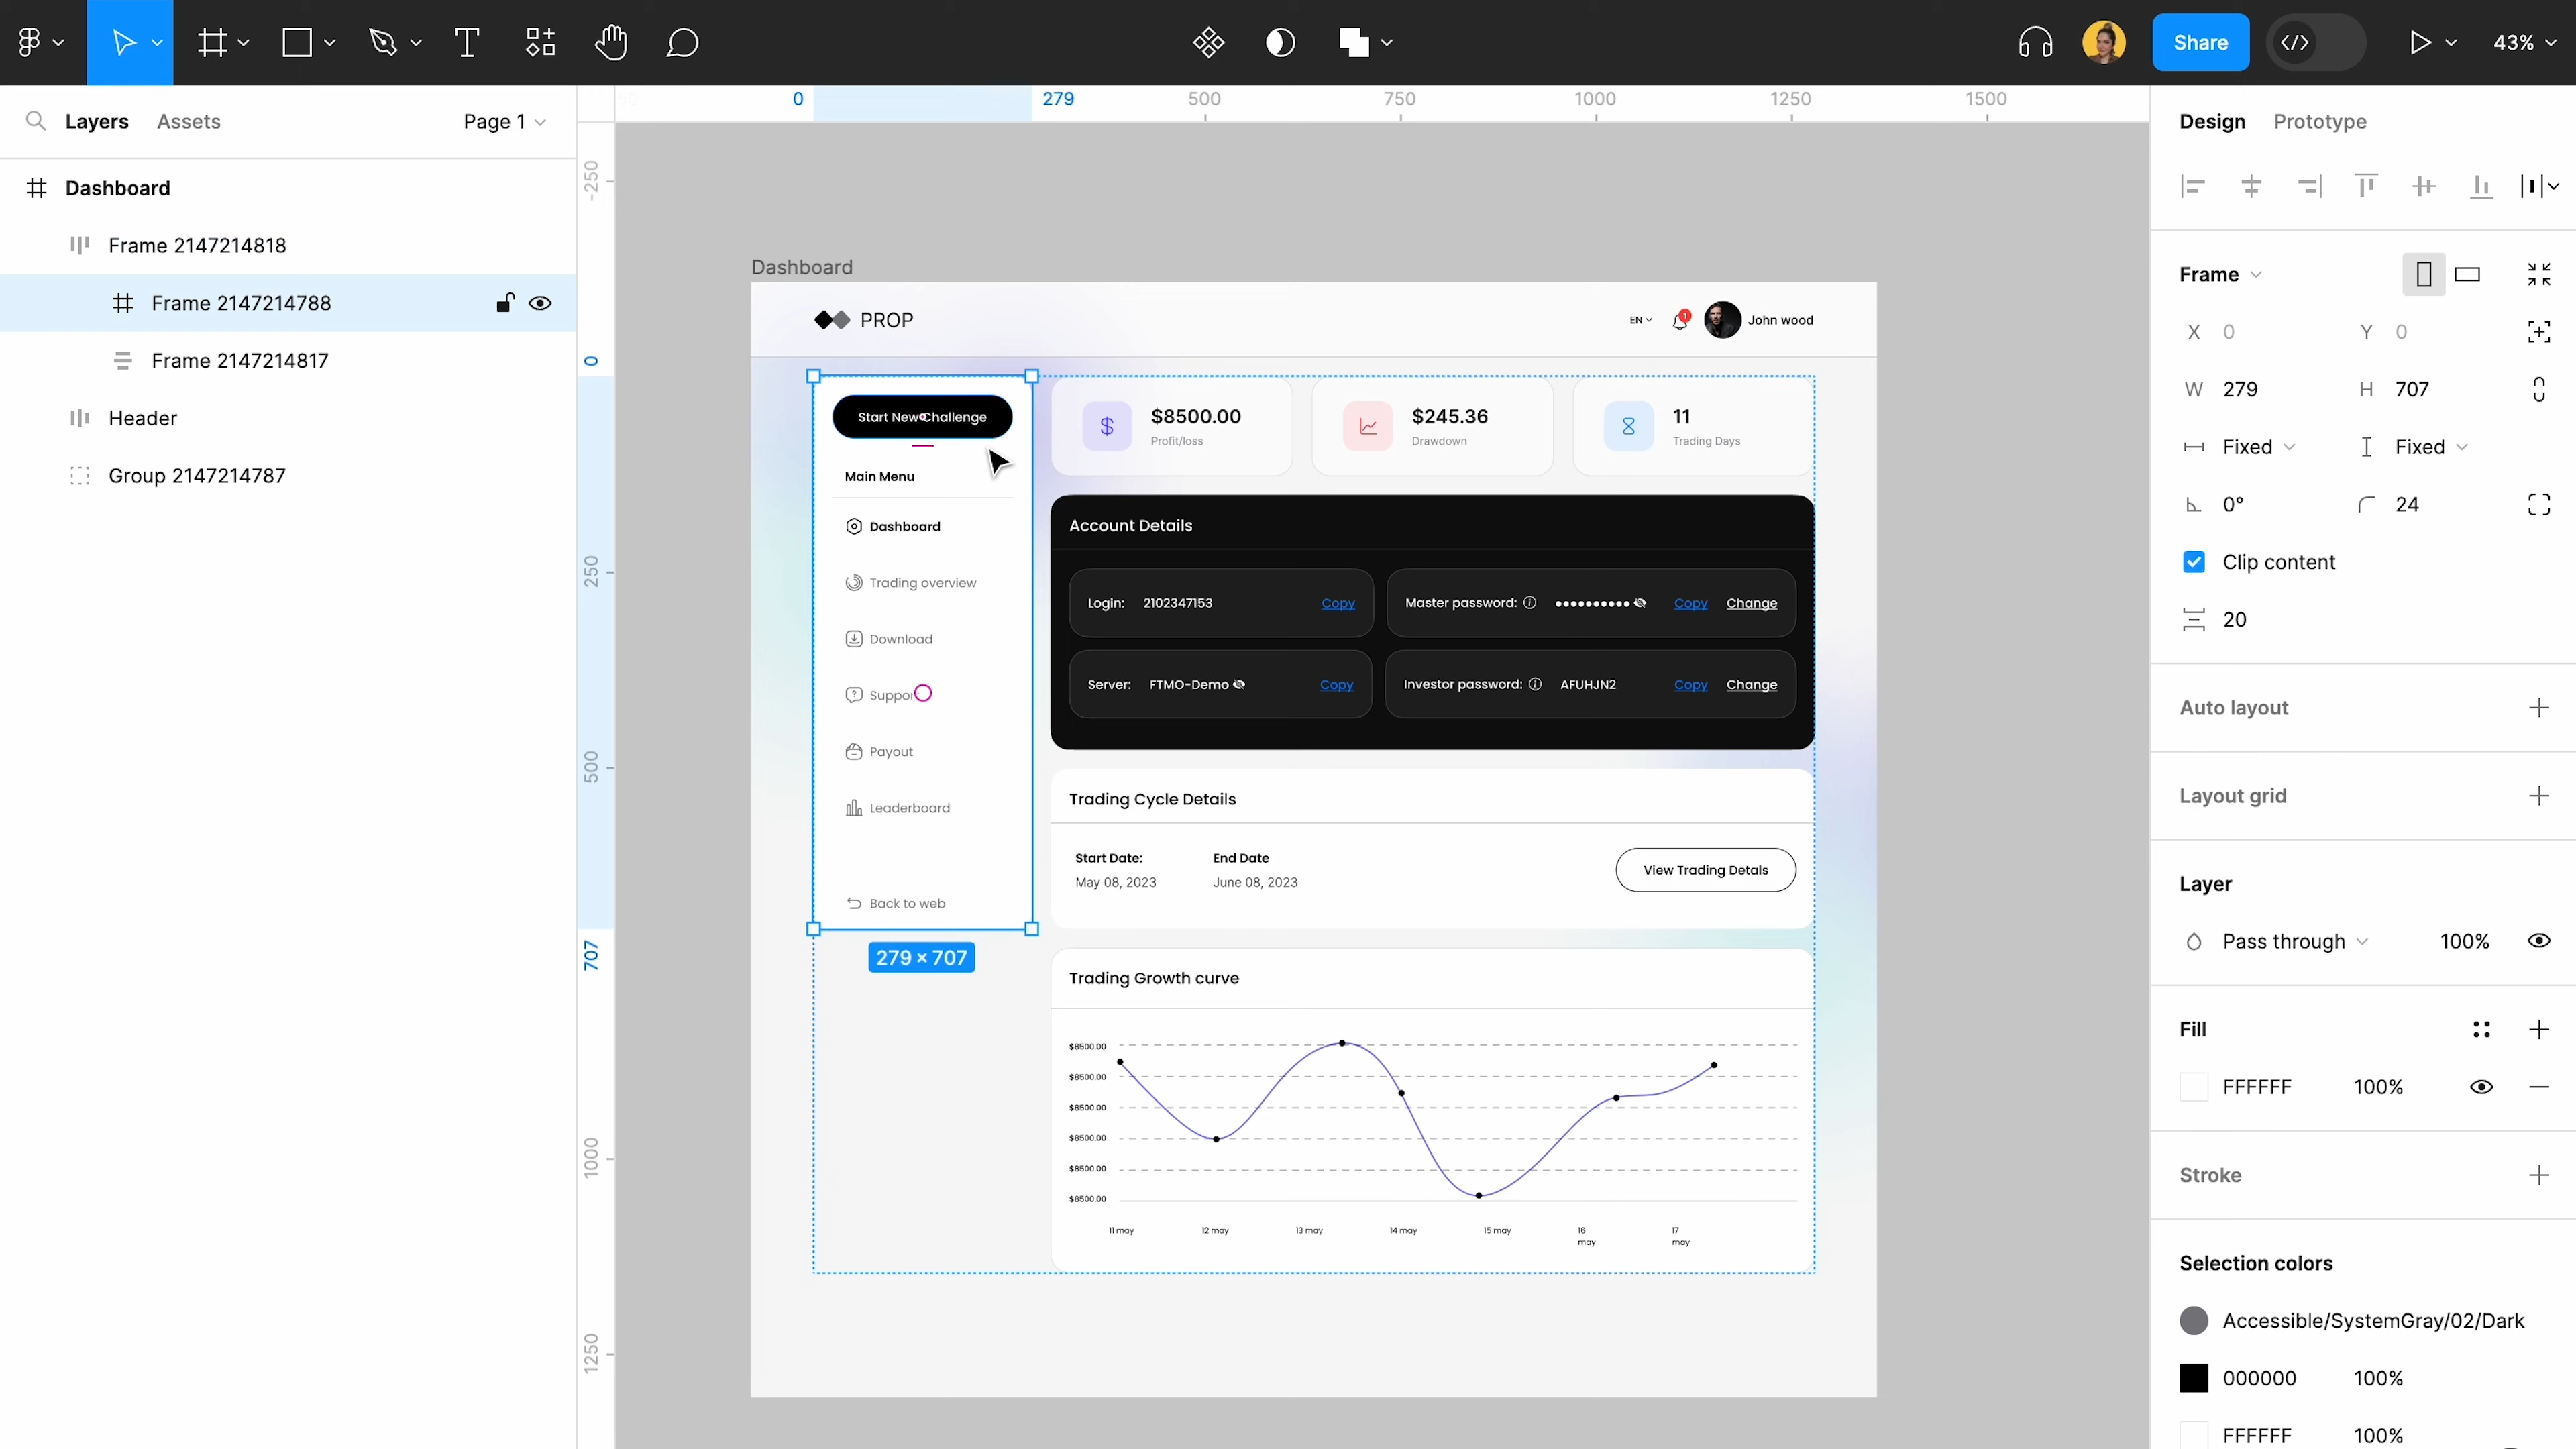 Share
43%
Layers
Assets
Page 1
Dashboard
Frame 2147214818
Frame 2147214788
Frame 2147214817
Header
Group 2147214787
0
279
500
750
1000
1250
1500
-250
0
250
500
707
1000
1250
Dashboard
PROP
EN
1
John wood
Start New Challenge
Main Menu
Dashboard
Trading overview
Download
Suppor
Payout
Leaderboard
Back to web
279 × 707
$8500.00
Profit/loss
$245.36
Drawdown
11
Trading Days
Account Details
Login: 2102347153 Copy
Master password: •••••••••• Copy Change
Server: FTMO-Demo Copy
Investor password: AFUHJN2 Copy Change
Trading Cycle Details
Start Date:
May 08, 2023
End Date
June 08, 2023
View Trading Detals
Trading Growth curve
$8500.00
$8500.00
$8500.00
$8500.00
$8500.00
$8500.00
11 may
12 may
13 may
14 may
15 may
16
may
17
may
Design
Prototype
Frame
X 0
Y 0
W 279
H 707
Fixed
Fixed
0°
24
Clip content
20
Auto layout
Layout grid
Layer
Pass through 100%
Fill
FFFFFF 100%
Stroke
Selection colors
Accessible/SystemGray/02/Dark
000000 100%
FFFFFF 100%